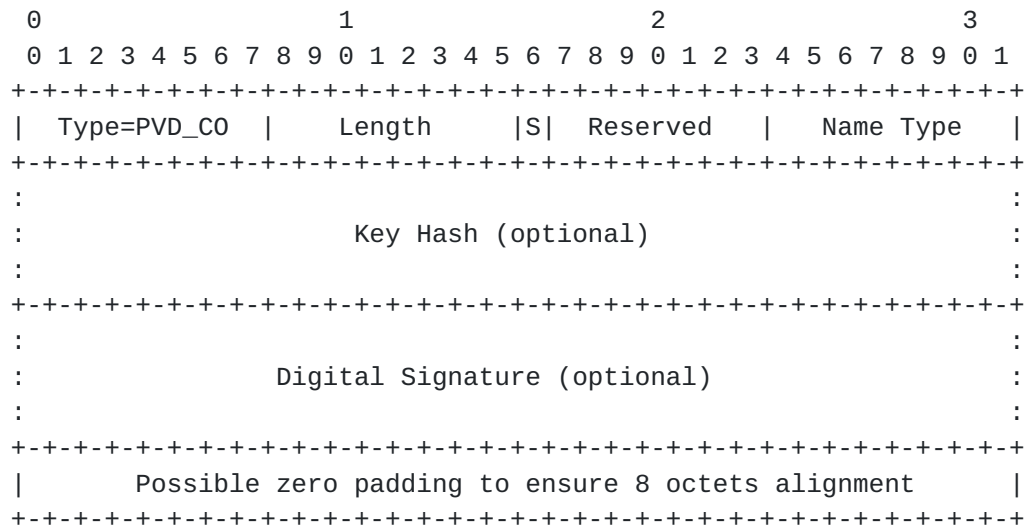 0                   1                   2                   3
 0 1 2 3 4 5 6 7 8 9 0 1 2 3 4 5 6 7 8 9 0 1 2 3 4 5 6 7 8 9 0 1
+-+-+-+-+-+-+-+-+-+-+-+-+-+-+-+-+-+-+-+-+-+-+-+-+-+-+-+-+-+-+-+-+
|  Type=PVD_CO  |    Length     |S|  Reserved   |   Name Type   |
+-+-+-+-+-+-+-+-+-+-+-+-+-+-+-+-+-+-+-+-+-+-+-+-+-+-+-+-+-+-+-+-+
:                                                               :
:                     Key Hash (optional)                       :
:                                                               :
+-+-+-+-+-+-+-+-+-+-+-+-+-+-+-+-+-+-+-+-+-+-+-+-+-+-+-+-+-+-+-+-+
:                                                               :
:                Digital Signature (optional)                   :
:                                                               :
+-+-+-+-+-+-+-+-+-+-+-+-+-+-+-+-+-+-+-+-+-+-+-+-+-+-+-+-+-+-+-+-+
|       Possible zero padding to ensure 8 octets alignment      |
+-+-+-+-+-+-+-+-+-+-+-+-+-+-+-+-+-+-+-+-+-+-+-+-+-+-+-+-+-+-+-+-+